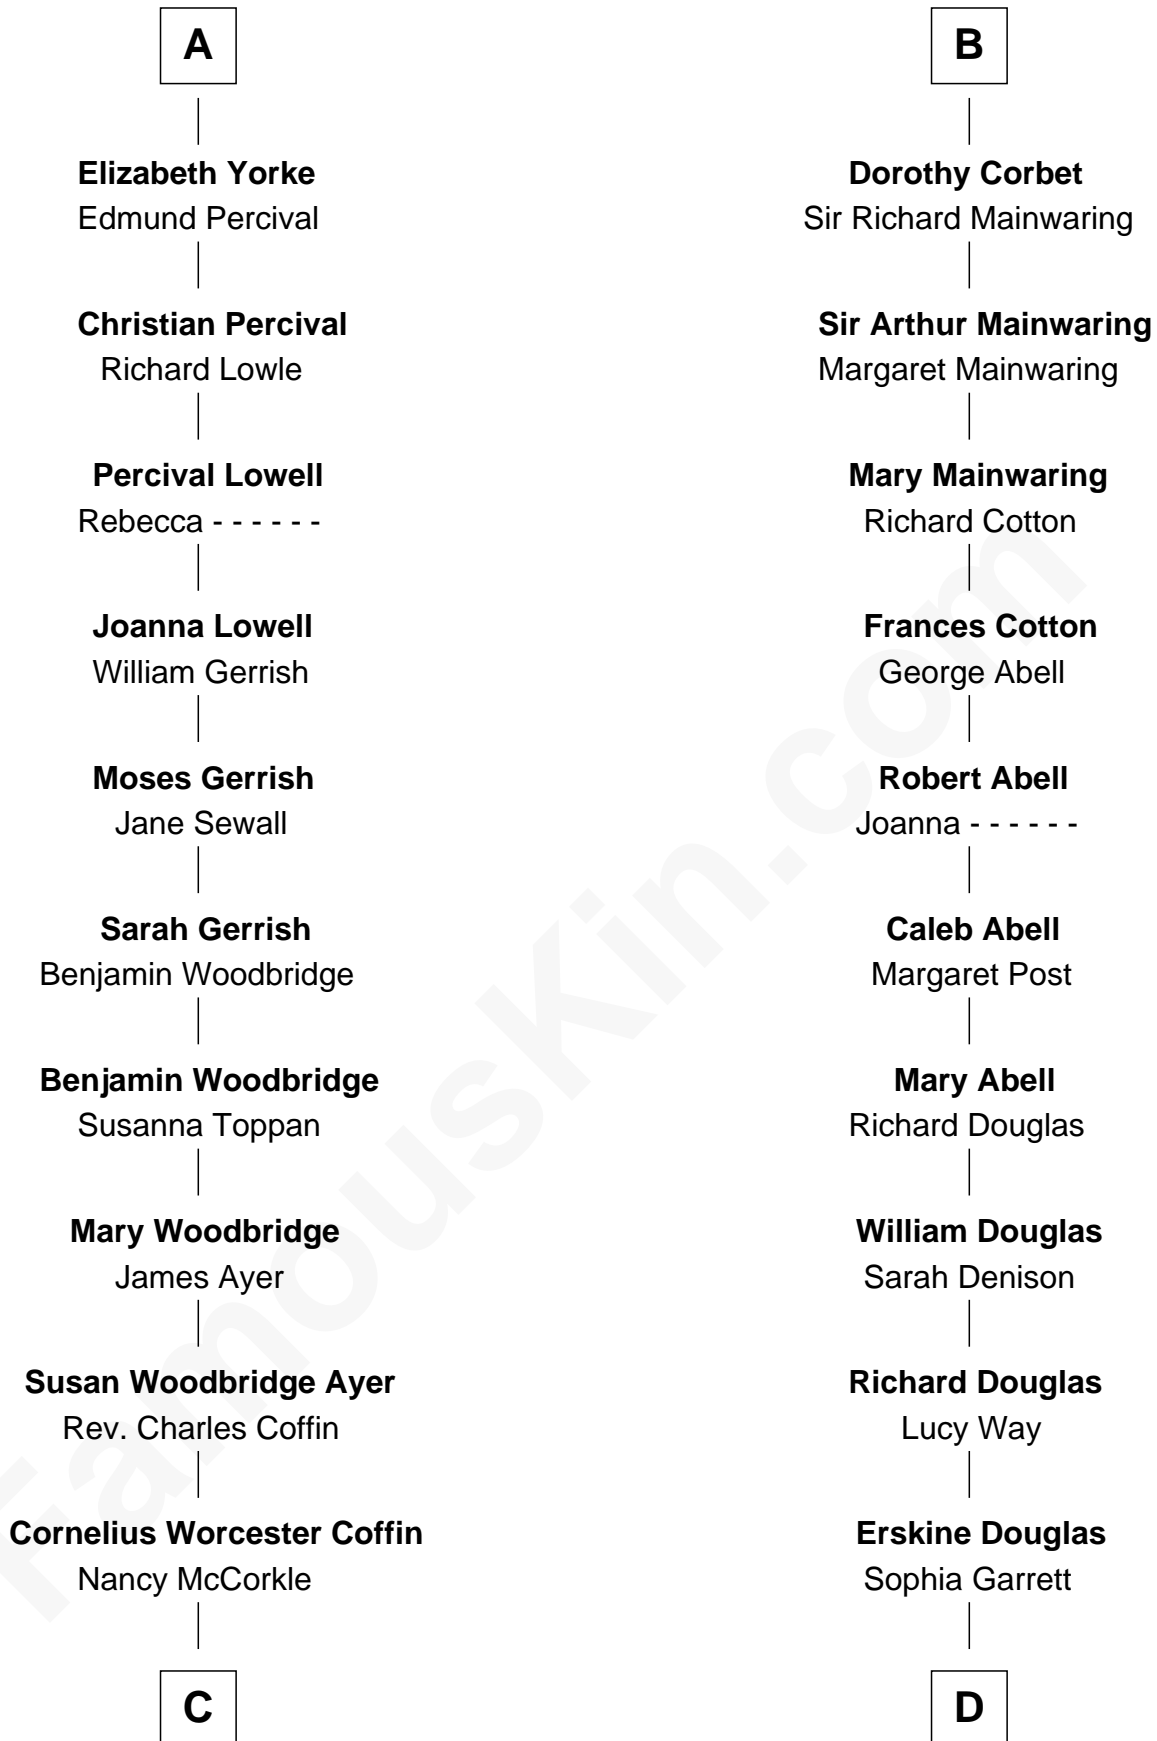 A
Elizabeth Yorke
Edmund Percival
Christian Percival
Richard Lowle
Percival Lowell
Rebecca - - - - - -
Joanna Lowell
William Gerrish
Moses Gerrish
Jane Sewall
Sarah Gerrish
Benjamin Woodbridge
Benjamin Woodbridge
Susanna Toppan
Mary Woodbridge
James Ayer
Susan Woodbridge Ayer
Rev. Charles Coffin
Cornelius Worcester Coffin
Nancy McCorkle
C
B
Dorothy Corbet
Sir Richard Mainwaring
Sir Arthur Mainwaring
Margaret Mainwaring
Mary Mainwaring
Richard Cotton
Frances Cotton
George Abell
Robert Abell
Joanna - - - - - -
Caleb Abell
Margaret Post
Mary Abell
Richard Douglas
William Douglas
Sarah Denison
Richard Douglas
Lucy Way
Erskine Douglas
Sophia Garrett
D
FamousKin.com